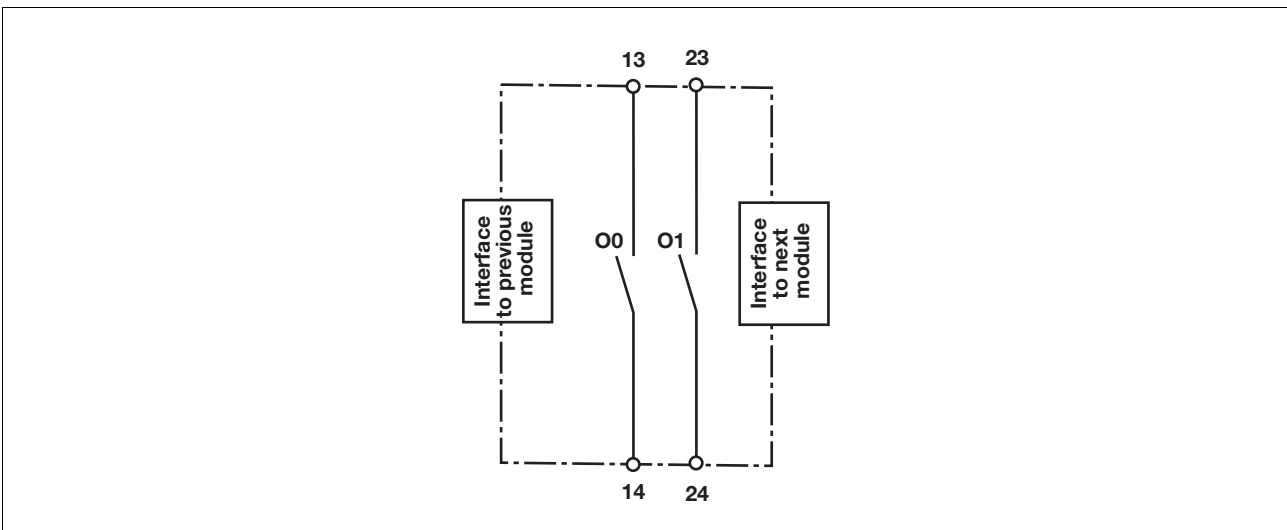 13 23
Interface
to previous
module
O0 O1
Interface
to next
module
14 24